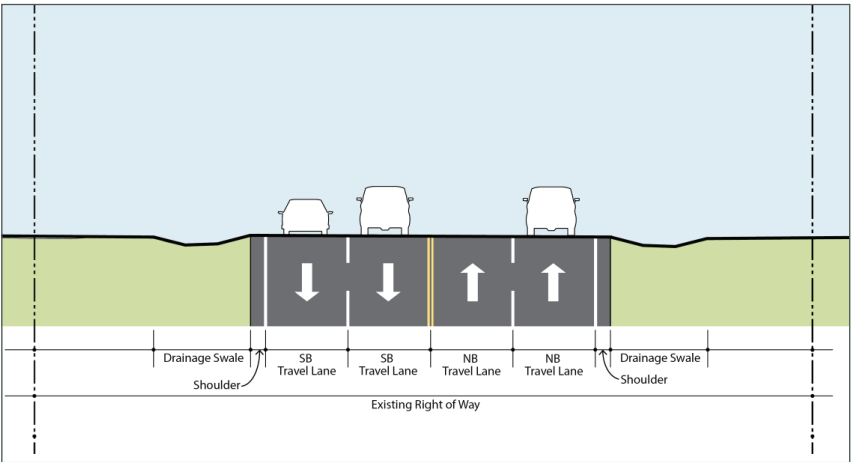 Drainage Swale
Shoulder
SB
Travel Lane
SB
Travel Lane
NB
Travel Lane
NB
Travel Lane
Shoulder
Drainage Swale
Existing Right of Way